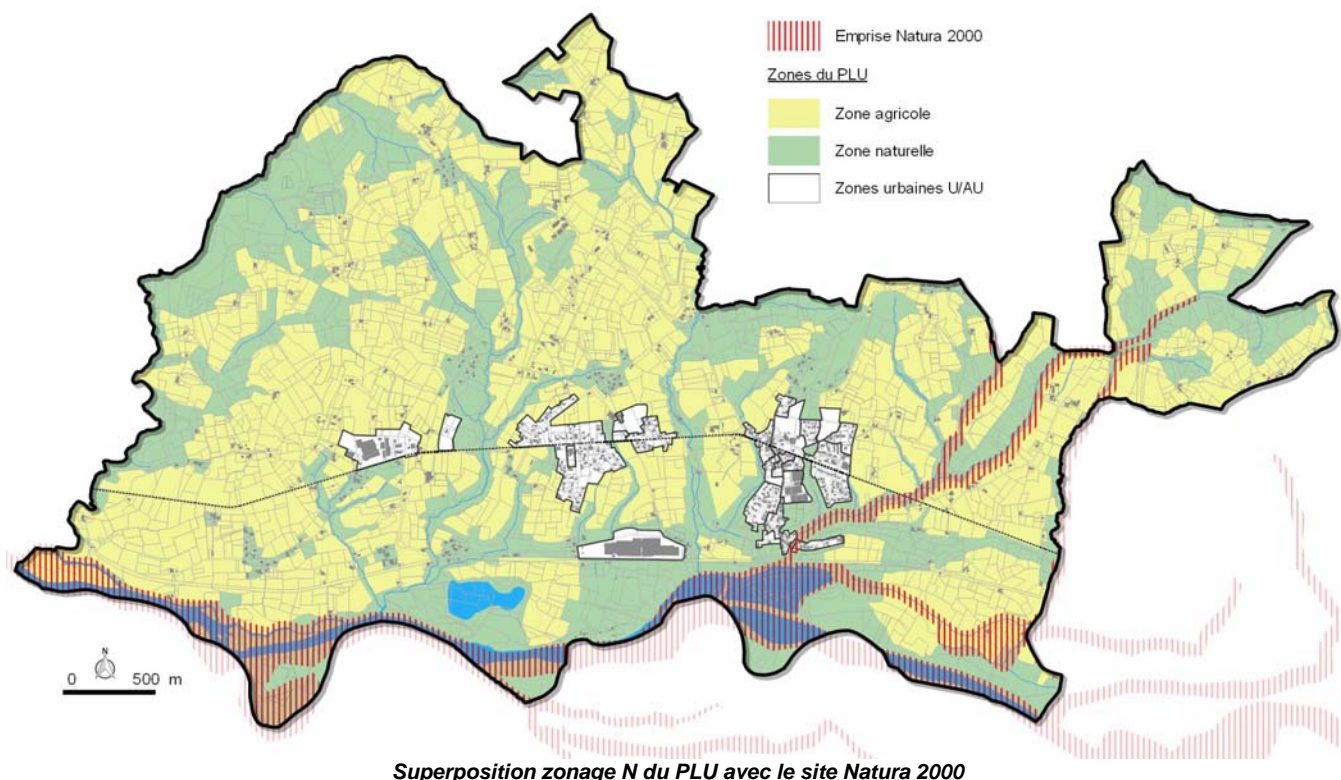 Emprise Natura 2000
Zones du PLU
Zone agricole
Zone naturelle
Zones urbaines U/AU
N
0 500 m
Superposition zonage N du PLU avec le site Natura 2000